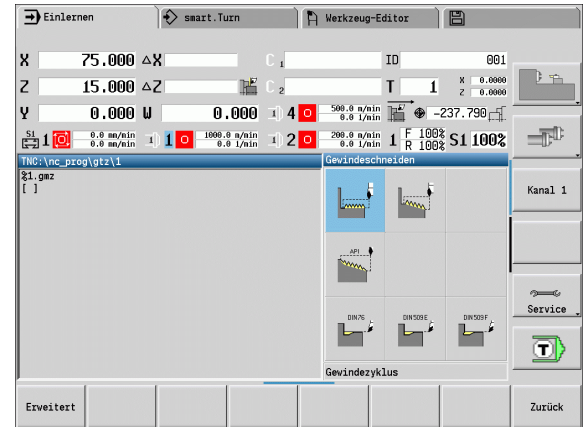 Einlernen smart.Turn Werkzeug-Editor
X 75.000 ΔX C 1 ID 001
Z 15.000 ΔZ C 2 T 1 X 0.0000 Z 0.0000
Y 0.000 W 0.000 4 0 500.0 m/min 0.0 1/min -237.790
S1 1 0.0 mm/min 0.0 mm/min 1 0 1000.0 m/min 0.0 1/min 2 0 200.0 m/min 0.0 1/min 1 F 100% R 100% S1 100%
TNC:\nc_prog\gtz\1 Gewindeschneiden
%1.gmz
[ ]
API
DIN76 DIN509E DIN509F
Gewindezyklus
Kanal 1
Service
T
Erweitert Zurück